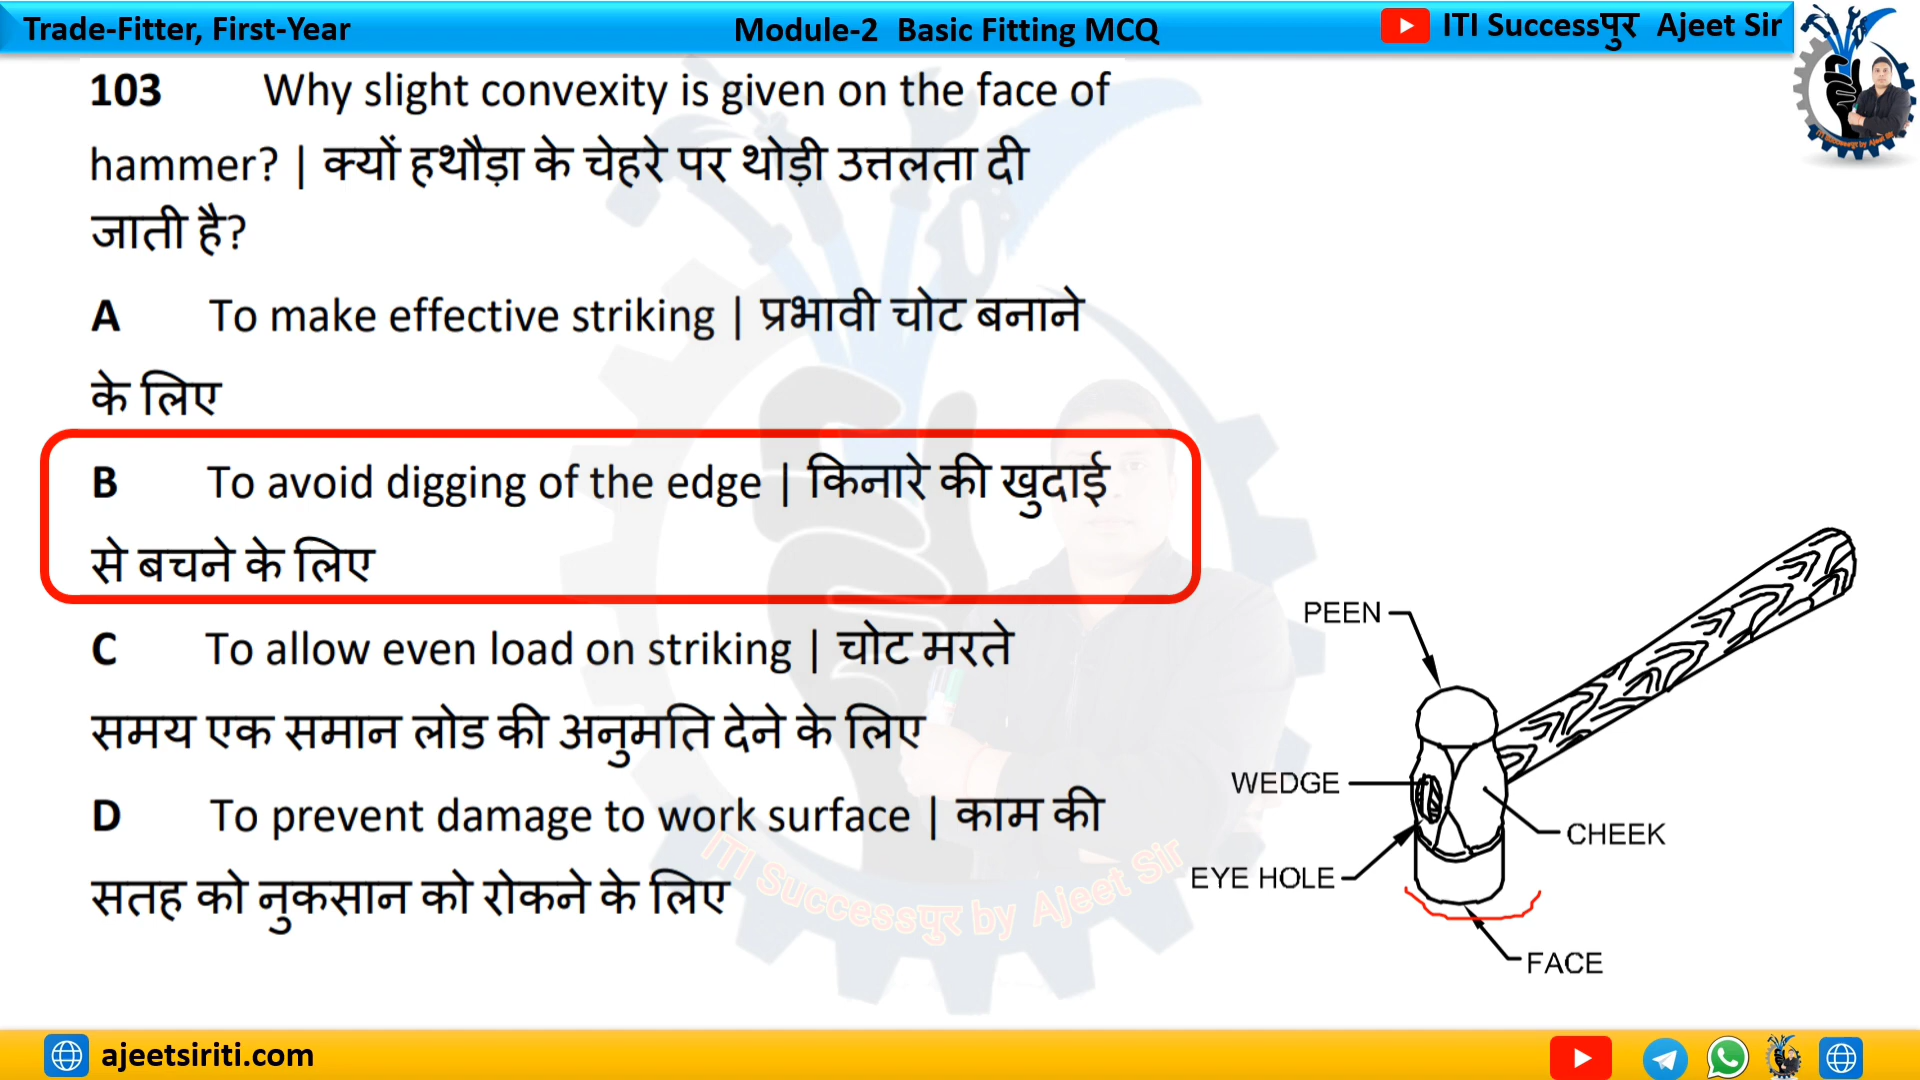 Trade-Fitter, First-Year
Module-2 Basic Fitting MCQ
ITI Successपुर Ajeet Sir
103 Why slight convexity is given on the face of
hammer? | क्यों हथौड़ा के चेहरे पर थोड़ी उत्तलता दी
जाती है?
A To make effective striking | प्रभावी चोट बनाने
के लिए
B To avoid digging of the edge | किनारे की खुदाई
से बचने के लिए
C To allow even load on striking | चोट मरते
समय एक समान लोड की अनुमति देने के लिए
D To prevent damage to work surface | काम की
सतह को नुकसान को रोकने के लिए
ITI Successपुर by Ajeet Sir
PEEN
WEDGE
CHEEK
EYE HOLE
FACE
ajeetsiriti.com